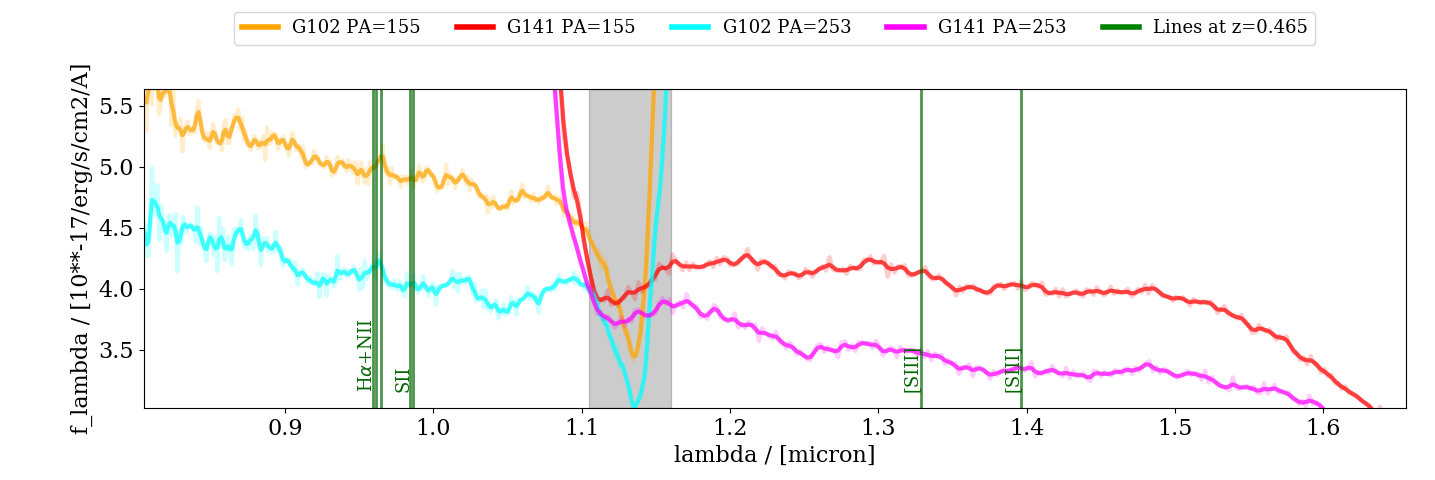 G102 PA=155 G141 PA=155 G102 PA=253 G141 PA=253 Lines at z=0.465
f_lambda / [10**-17/erg/s/cm2/A]
5.5
5.0
4.5
4.0
3.5
Hα+NII
SII
[SIII]
[SIII]
0.9 1.0 1.1 1.2 1.3 1.4 1.5 1.6
lambda / [micron]